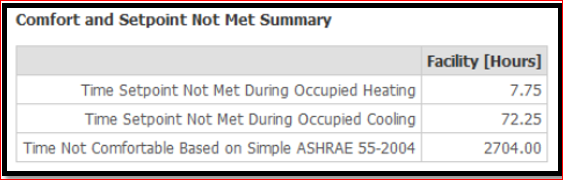 Comfort and Setpoint Not Met Summary
Facility [Hours]
Time Setpoint Not Met During Occupied Heating 7.75
Time Setpoint Not Met During Occupied Cooling 72.25
Time Not Comfortable Based on Simple ASHRAE 55-2004 2704.00